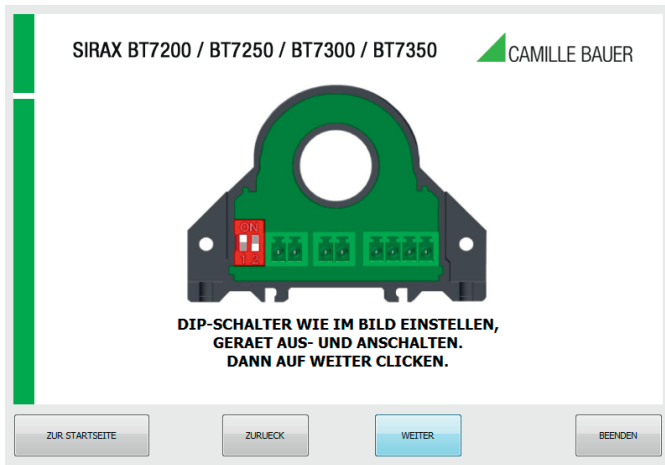 SIRAX BT7200 / BT7250 / BT7300 / BT7350
CAMILLE BAUER
ON
1 2
DIP-SCHALTER WIE IM BILD EINSTELLEN,
GERAET AUS- UND ANSCHALTEN.
DANN AUF WEITER CLICKEN.
ZUR STARTSEITE
ZURUECK
WEITER
BEENDEN